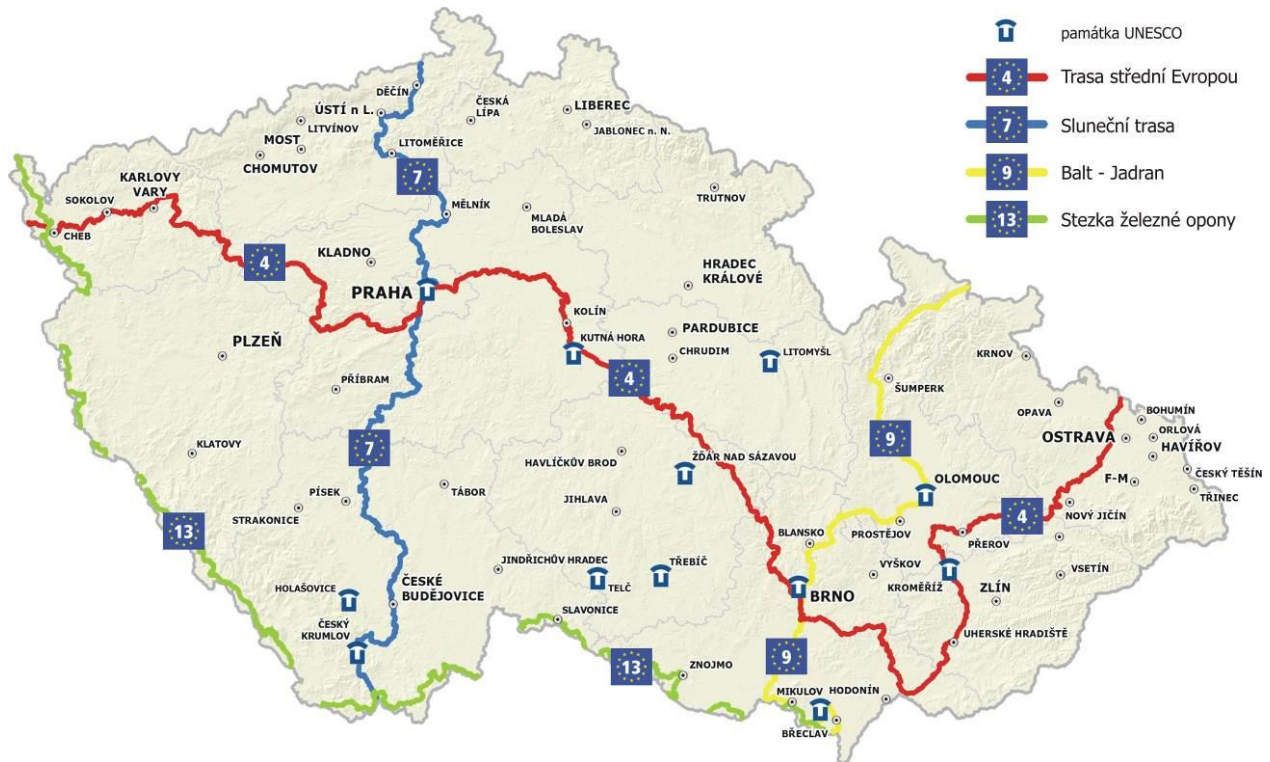 památka UNESCO
4 Trasa střední Evropou
7 Sluneční trasa
9 Balt - Jadran
13 Stezka železné opony
DĚČÍN
ÚSTÍ n L.
ČESKÁ
LÍPA
LIBEREC
LITVÍNOV
JABLONEC n. N.
MOST
LITOMĚŘICE
CHOMUTOV
7
KARLOVY
VARY
TRUTNOV
SOKOLOV
MĚLNÍK
MLADÁ
BOLESLAV
CHEB
4
KLADNO
HRADEC
KRÁLOVÉ
PRAHA
KOLÍN
PARDUBICE
KUTNÁ HORA
PLZEŇ
CHRUDIM
LITOMYŠL
KRNOV
4
PŘÍBRAM
ŠUMPERK
OPAVA
BOHUMÍN
KLATOVY
7
9
OSTRAVA
ORLOVÁ
HAVÍŘOV
HAVLÍČKŮV BROD
ŽĎÁR NAD SÁZAVOU
ČESKÝ TĚŠÍN
F-M
TŘINEC
PÍSEK
TÁBOR
OLOMOUC
STRAKONICE
JIHLAVA
4
NOVÝ JIČÍN
13
BLANSKO
PROSTĚJOV
PŘEROV
JINDŘICHŮV HRADEC
TŘEBÍČ
VYŠKOV
VSETÍN
HOLAŠOVICE
ČESKÉ
BUDĚJOVICE
TELČ
BRNO
KROMĚŘÍŽ
ZLÍN
SLAVONICE
ČESKÝ
KRUMLOV
UHERSKÉ HRADIŠTĚ
13
ZNOJMO
9
MIKULOV
HODONÍN
BŘECLAV